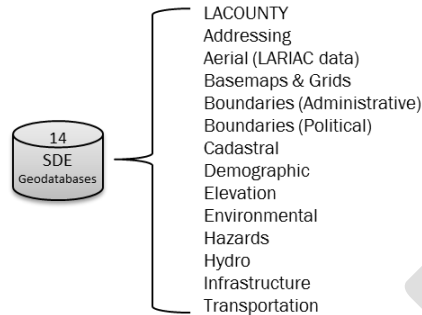 LACOUNTY
Addressing
Aerial (LARIAC data)
Basemaps & Grids
Boundaries (Administrative)
Boundaries (Political)
Cadastral
Demographic
Elevation
Environmental
Hazards
Hydro
Infrastructure
Transportation
14
SDE
Geodatabases